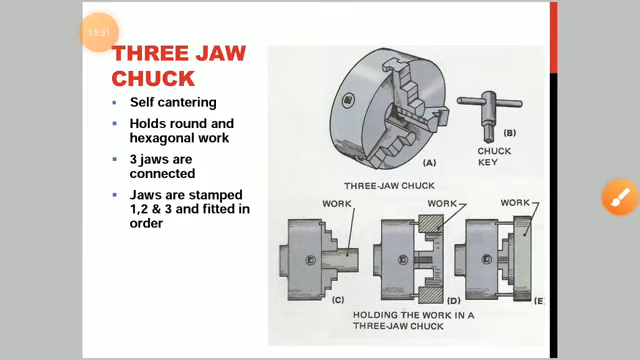 15:51
THREE JAW
CHUCK
Self cantering
Holds round and
hexagonal work
3 jaws are
connected
Jaws are stamped
1,2 & 3 and fitted in
order
(A)
(B)
CHUCK
KEY
THREE-JAW CHUCK
WORK
WORK
WORK
(C)
(D)
(E
HOLDING THE WORK IN A
THREE-JAW CHUCK